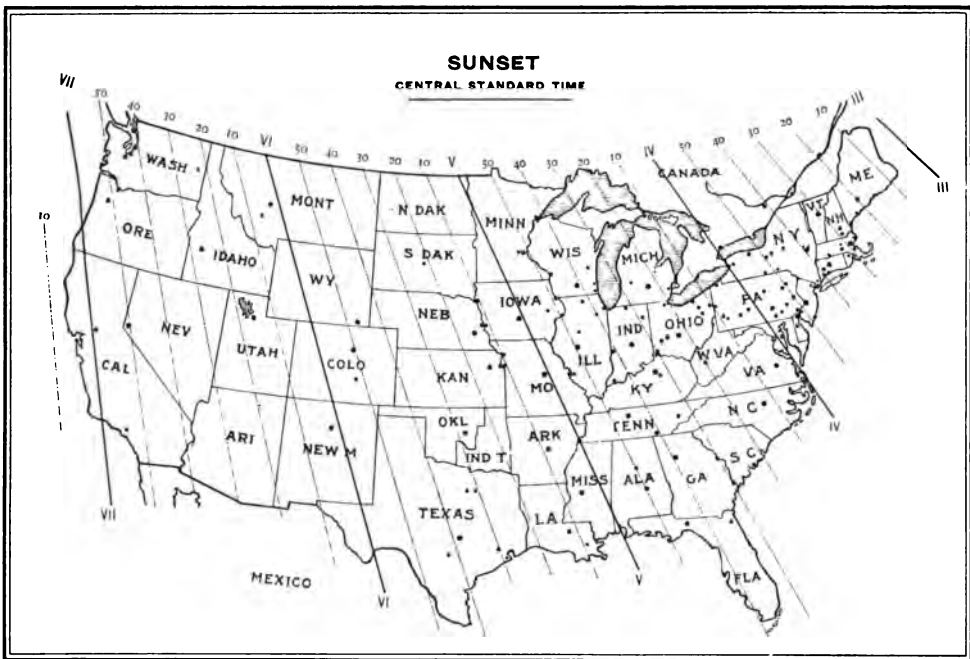 SUNSET
CENTRAL STANDARD TIME
VII
50 40 30 20 10 VI 50 40 30 20 10 V 50 40 30 20 10 IV 50 40 30 20 10 III
III
10
WASH
ORE
IDAHO
MONT
N DAK
S DAK
MINN
WIS
MICH
CANADA
ME
VT
NH
N Y
WY
NEB
IOWA
ILL
IND
OHIO
PA
W VA
VA
NEV
UTAH
COLO
KAN
MO
KY
CAL
ARI
NEW M
OKL
IND T
ARK
TENN
N C
S C
TEXAS
LA
MISS
ALA
GA
FLA
MEXICO
VII
VI
V
IV